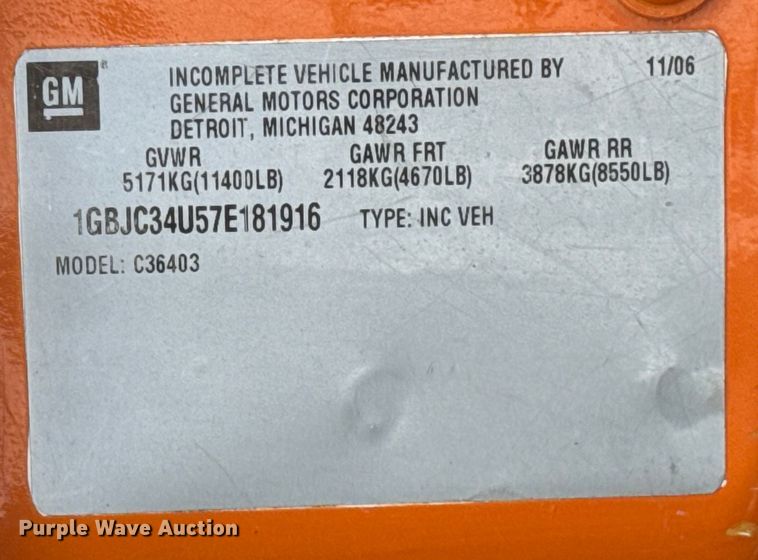 GM
INCOMPLETE VEHICLE MANUFACTURED BY 11/06
GENERAL MOTORS CORPORATION
DETROIT, MICHIGAN 48243
GVWR GAWR FRT GAWR RR
5171KG(11400LB) 2118KG(4670LB) 3878KG(8550LB)
1GBJC34U57E181916 TYPE: INC VEH
MODEL: C36403
Purple Wave Auction